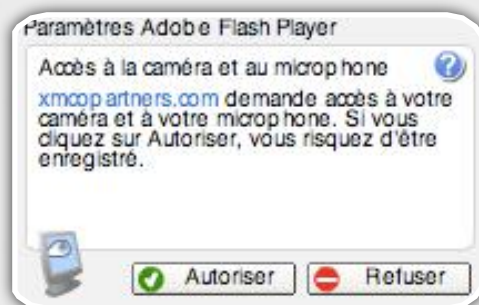 Paramètres Adobe Flash Player
Accès à la caméra et au microphone
xmcopartners.com demande accès à votre
caméra et à votre microphone. Si vous
cliquez sur Autoriser, vous risquez d'être
enregistré.
Autoriser
Refuser